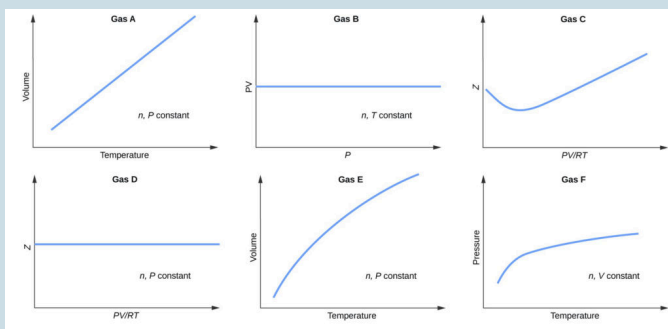 Gas A
Volume
n, P constant
Temperature
Gas B
PV
n, T constant
P
Gas C
Z
PV/RT
Gas D
Z
n, P constant
PV/RT
Gas E
Volume
n, P constant
Temperature
Gas F
Pressure
n, V constant
Temperature